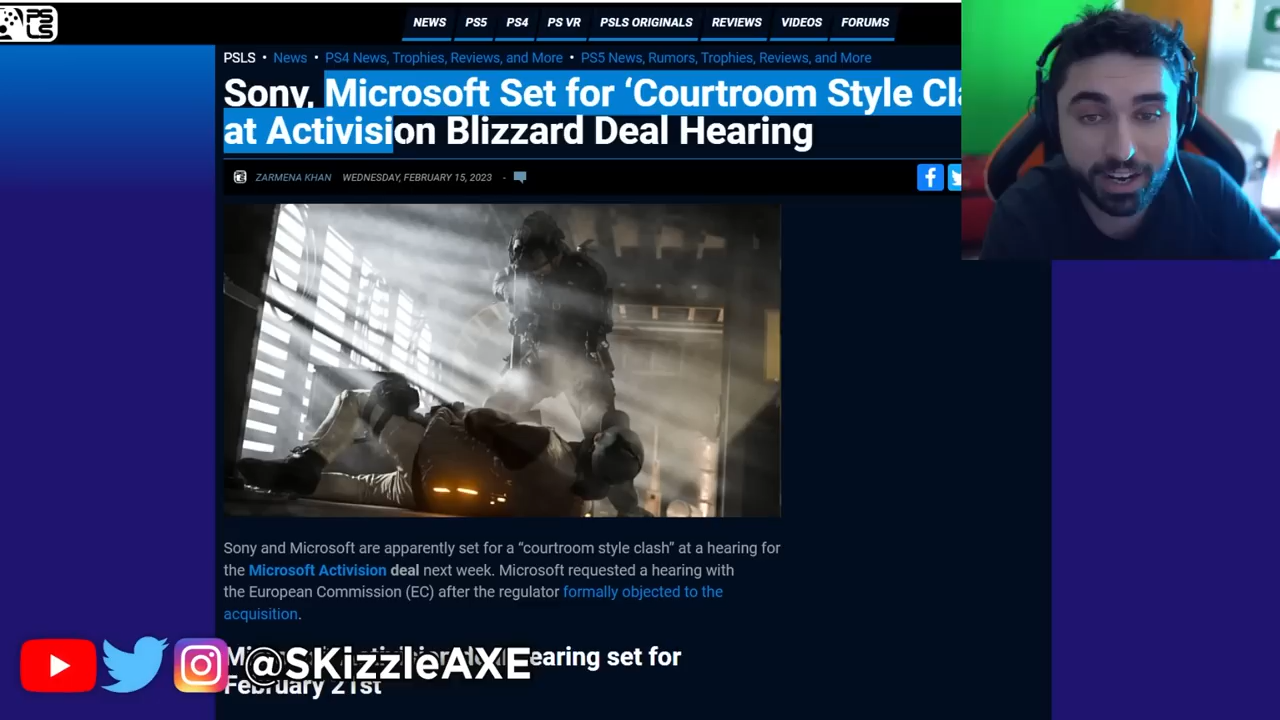 PS
LS
NEWS PS5 PS4 PS VR PSLS ORIGINALS REVIEWS VIDEOS FORUMS
PSLS • News • PS4 News, Trophies, Reviews, and More • PS5 News, Rumors, Trophies, Reviews, and More
Sony, Microsoft Set for ‘Courtroom Style
at Activision Blizzard Deal Hearing
ZARMENA KHAN WEDNESDAY, FEBRUARY 15, 2023 -
Sony and Microsoft are apparently set for a “courtroom style clash” at a hearing for
the Microsoft Activision deal next week. Microsoft requested a hearing with
the European Commission (EC) after the regulator formally objected to the
acquisition.
hearing set for
@SKizzleAXE
February 21st